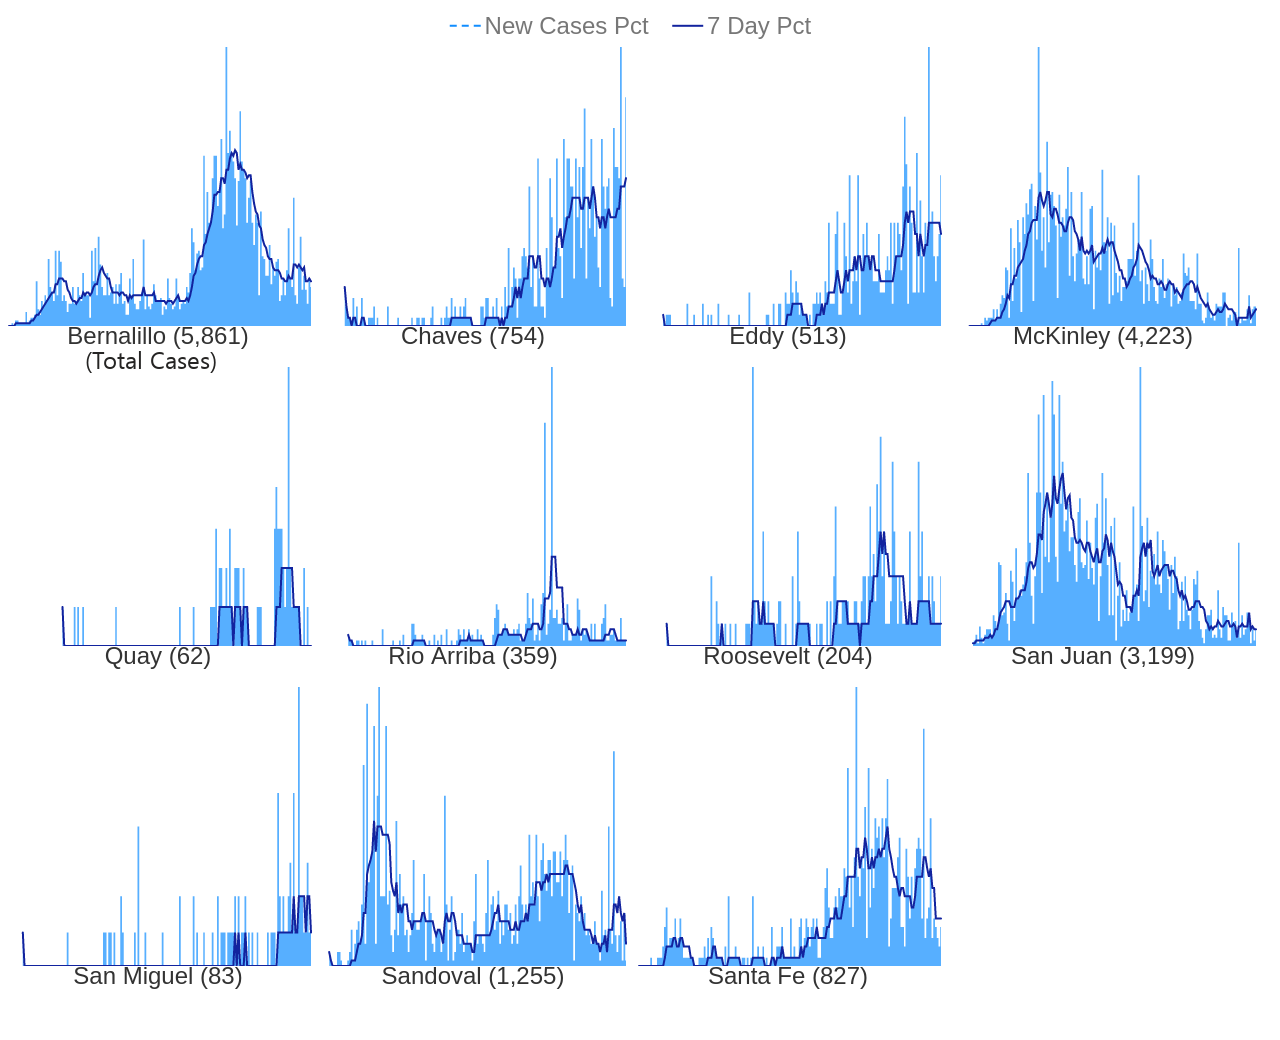 New Cases Pct 7 Day Pct
Bernalillo (5,861) Chaves (754) Eddy (513) McKinley (4,223)
(Total Cases)
Quay (62) Rio Arriba (359) Roosevelt (204) San Juan (3,199)
San Miguel (83) Sandoval (1,255) Santa Fe (827)